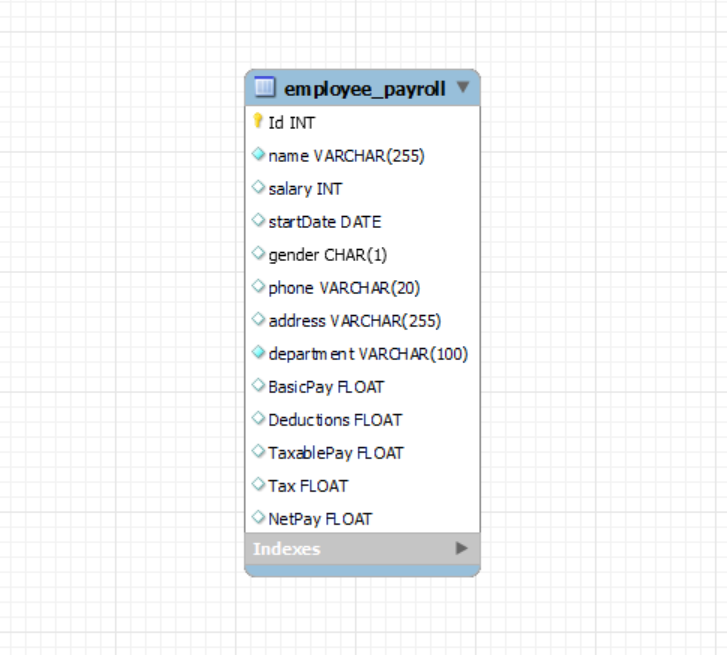 employee_payroll
Id INT
name VARCHAR(255)
salary INT
startDate DATE
gender CHAR(1)
phone VARCHAR(20)
address VARCHAR(255)
department VARCHAR(100)
BasicPay FLOAT
Deductions FLOAT
TaxablePay FLOAT
Tax FLOAT
NetPay FLOAT
Indexes